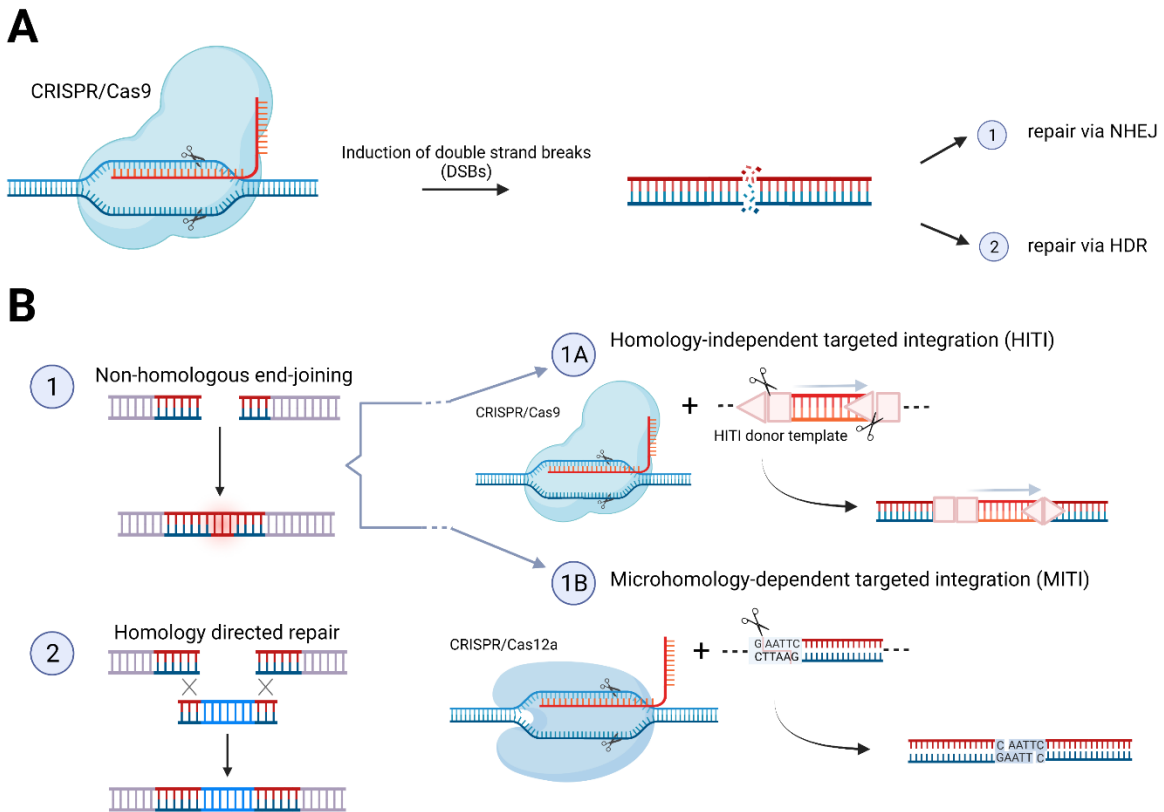 A
CRISPR/Cas9
Induction of double strand breaks
(DSBs)
1
repair via NHEJ
2
repair via HDR
B
1
Non-homologous end-joining
1A
Homology-independent targeted integration (HITI)
CRISPR/Cas9
+
HITI donor template
1B
Microhomology-dependent targeted integration (MITI)
2
Homology directed repair
CRISPR/Cas12a
+
G AATTC
CTTAAG
C AATTC
GAATT C